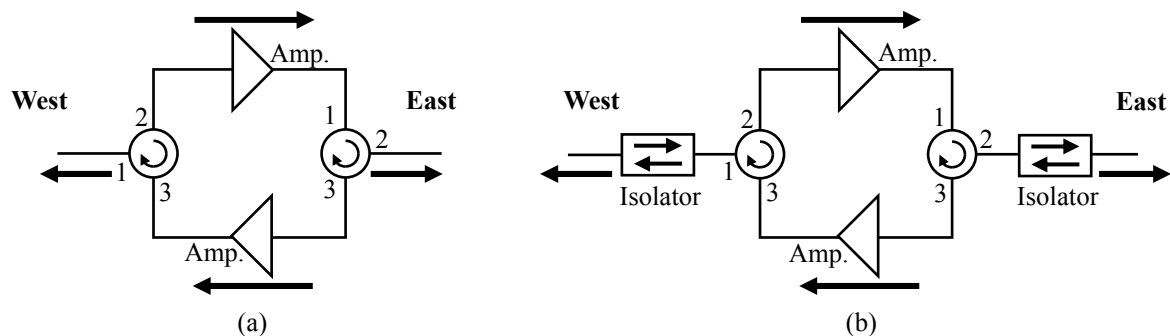 Amp.
West
East
2
1
2
1
3
3
Amp.
(a)
Amp.
West
East
2
1
2
1
3
3
Isolator
Isolator
Amp.
(b)